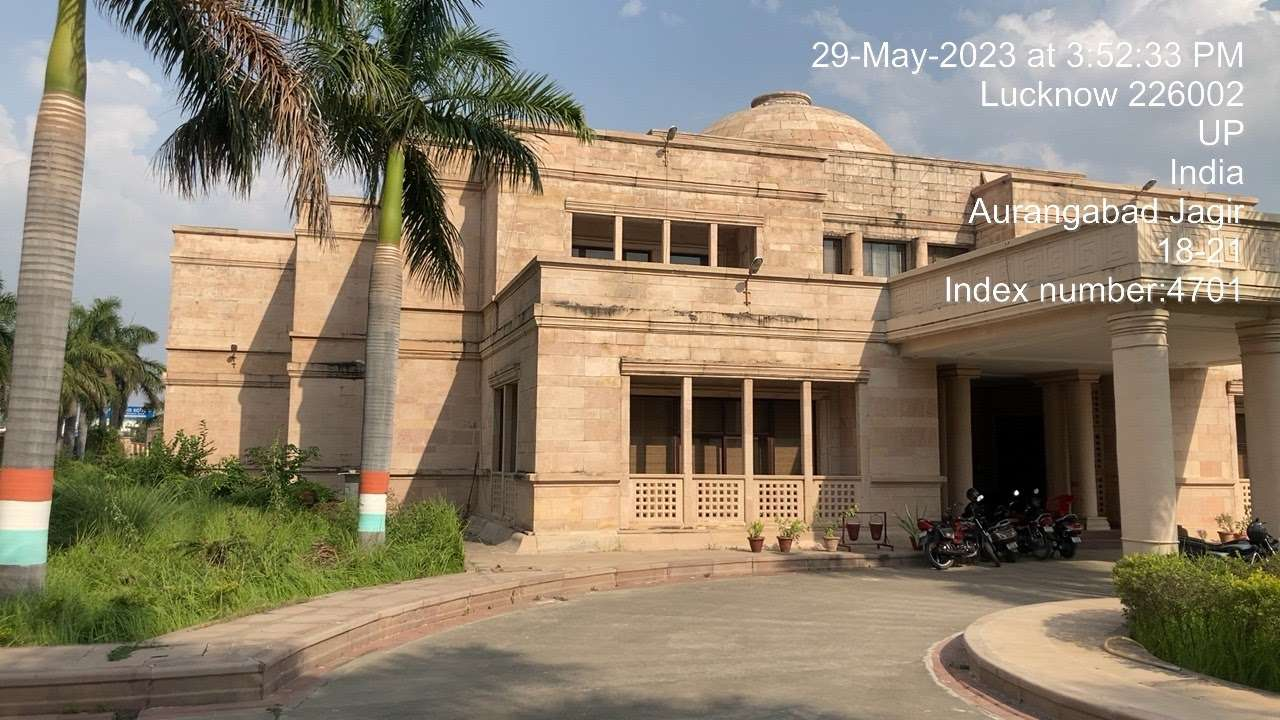 29-May-2023 at 3:52:33 PM
Lucknow 226002
UP
India
Aurangabad Jagir
18-21
Index number:4701